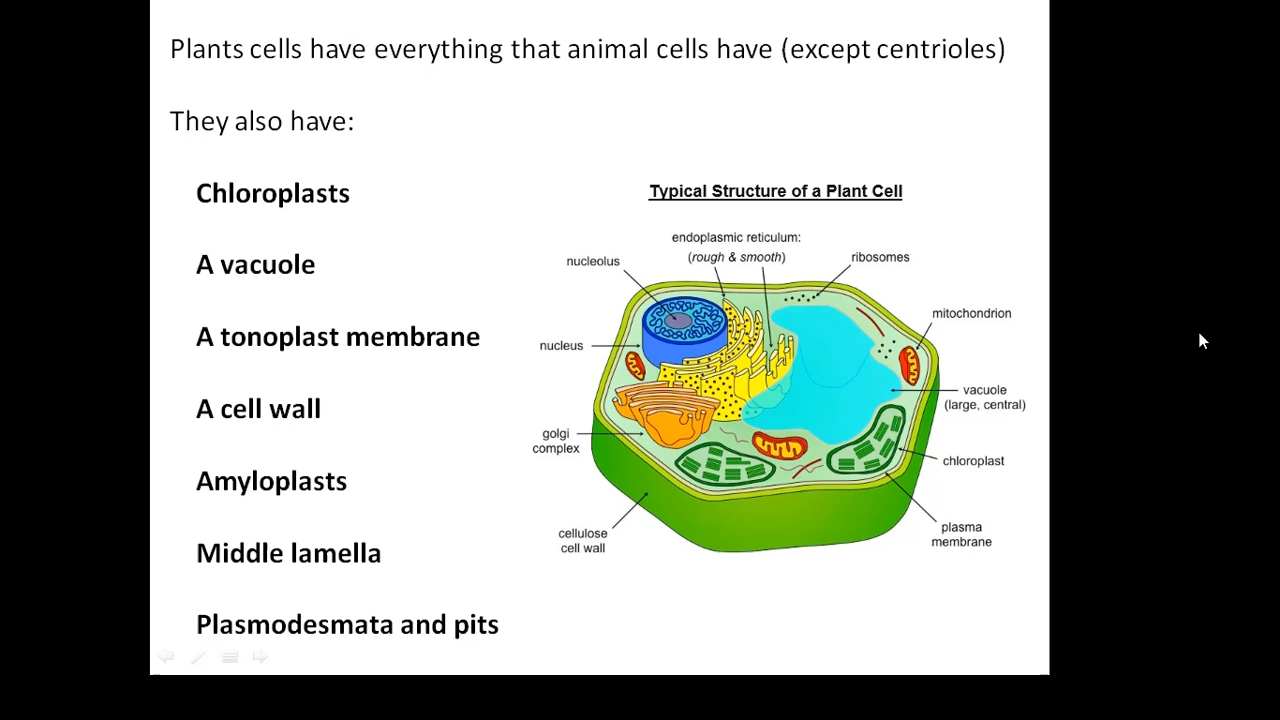 Plants cells have everything that animal cells have (except centrioles)
They also have:
Chloroplasts
A vacuole
A tonoplast membrane
A cell wall
Amyloplasts
Middle lamella
Plasmodesmata and pits
Typical Structure of a Plant Cell
endoplasmic reticulum:
(rough & smooth)
nucleolus
ribosomes
mitochondrion
nucleus
vacuole
(large, central)
golgi
complex
chloroplast
plasma
membrane
cellulose
cell wall